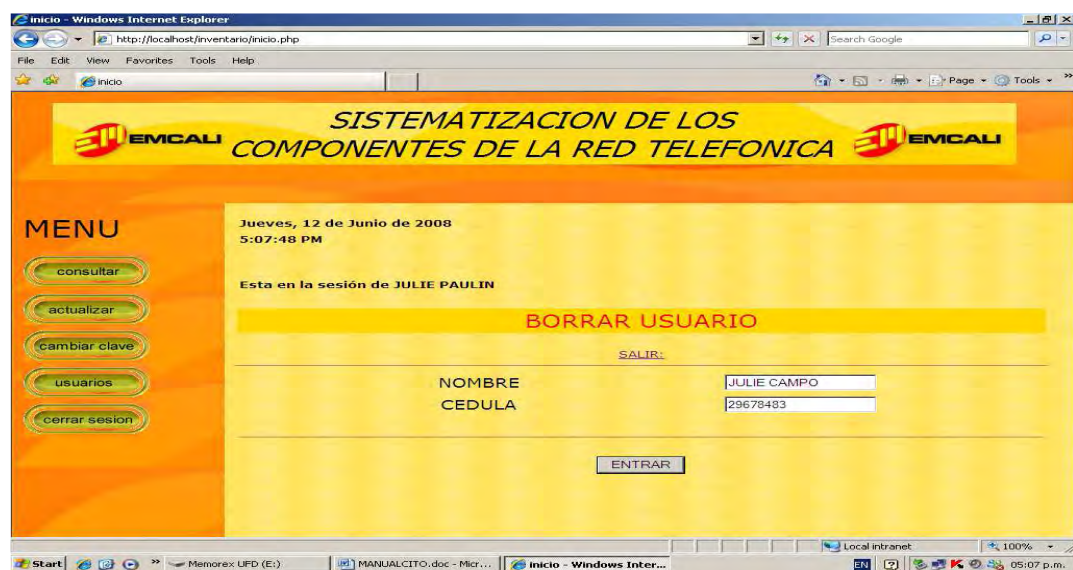 inicio - Windows Internet Explorer
http://localhost/inventario/inicio.php
Search Google
File Edit View Favorites Tools Help
inicio
Page Tools
EMCALI
SISTEMATIZACION DE LOS
COMPONENTES DE LA RED TELEFONICA
EMCALI
MENU
consultar
actualizar
cambiar clave
usuarios
cerrar sesion
Jueves, 12 de Junio de 2008
5:07:48 PM
Esta en la sesión de JULIE PAULIN
BORRAR USUARIO
SALIR:
NOMBRE JULIE CAMPO
CEDULA 29678483
ENTRAR
Local intranet 100%
Start Memorex UFD (E:) MANUALCITO.doc - Micr... inicio - Windows Inter... EN 05:07 p.m.